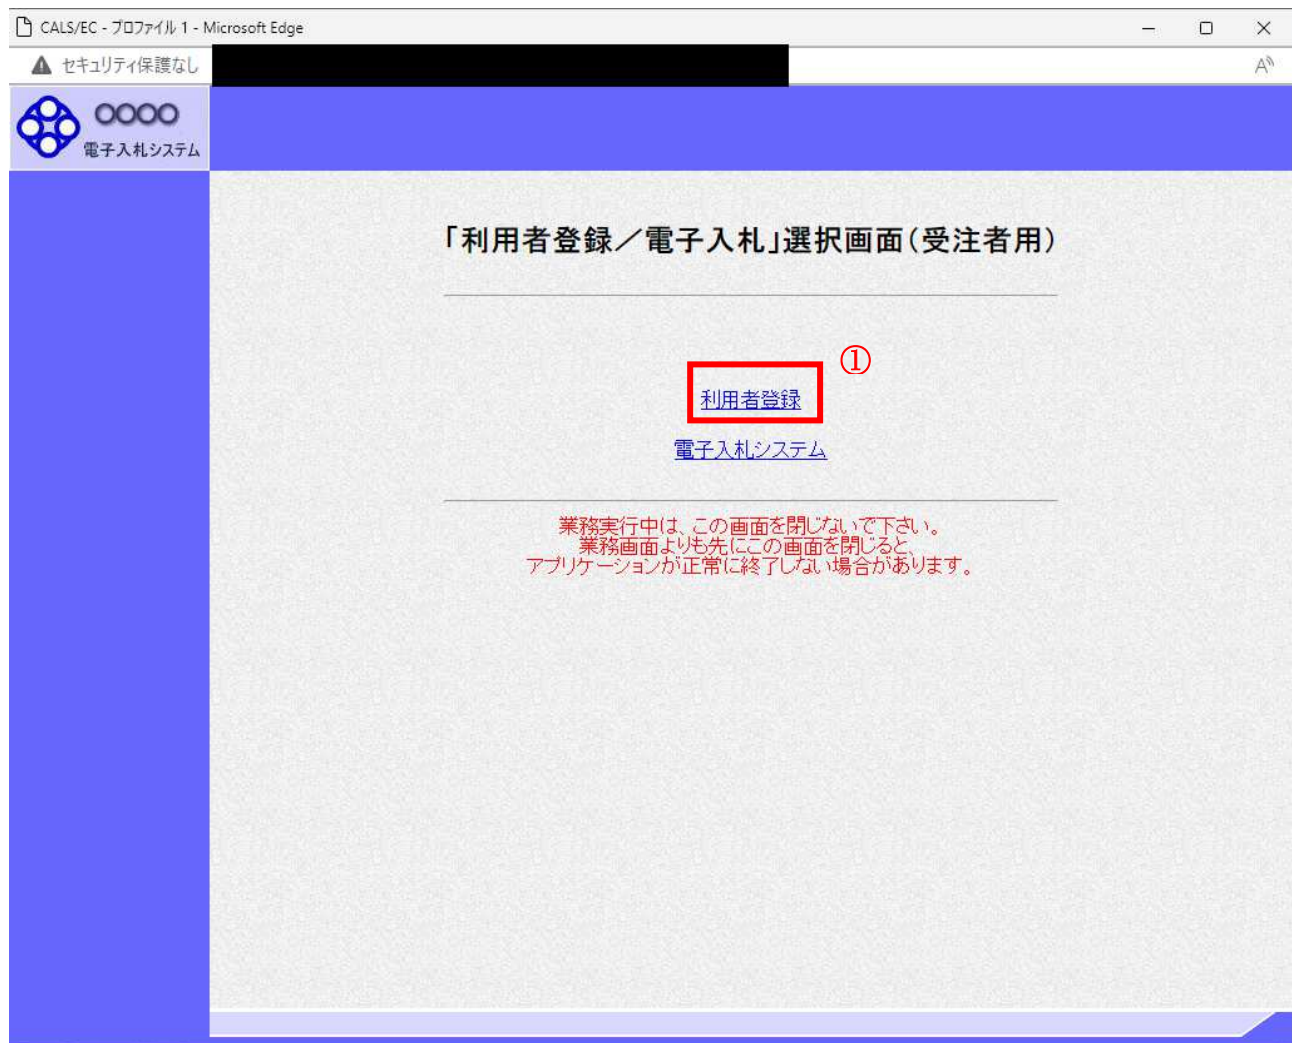 CALS/EC - プロファイル 1 - Microsoft Edge
セキュリティ保護なし
A
○○○○
電子入札システム
「利用者登録／電子入札」選択画面（受注者用）
①
利用者登録
電子入札システム
業務実行中は、この画面を閉じないで下さい。
業務画面よりも先にこの画面を閉じると、
アプリケーションが正常に終了しない場合があります。